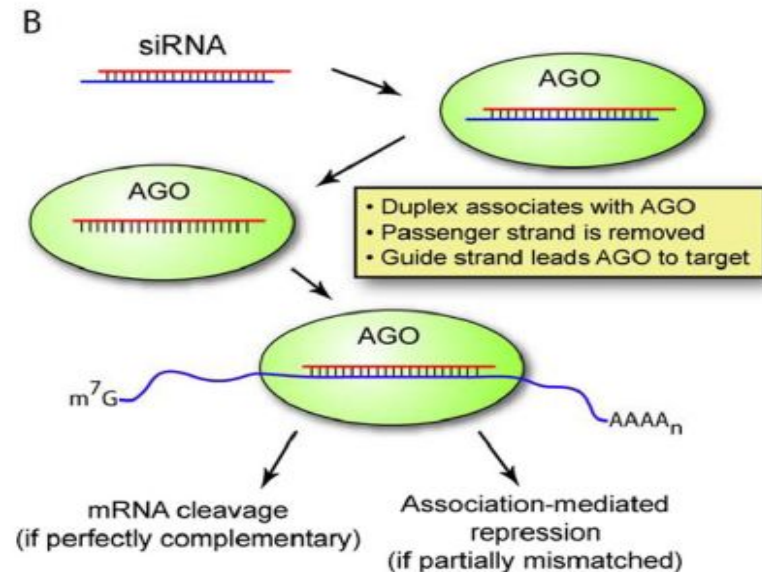 B
siRNA
AGO
AGO
• Duplex associates with AGO
• Passenger strand is removed
• Guide strand leads AGO to target
AGO
m⁷G
AAAAₙ
mRNA cleavage
(if perfectly complementary)
Association-mediated
repression
(if partially mismatched)